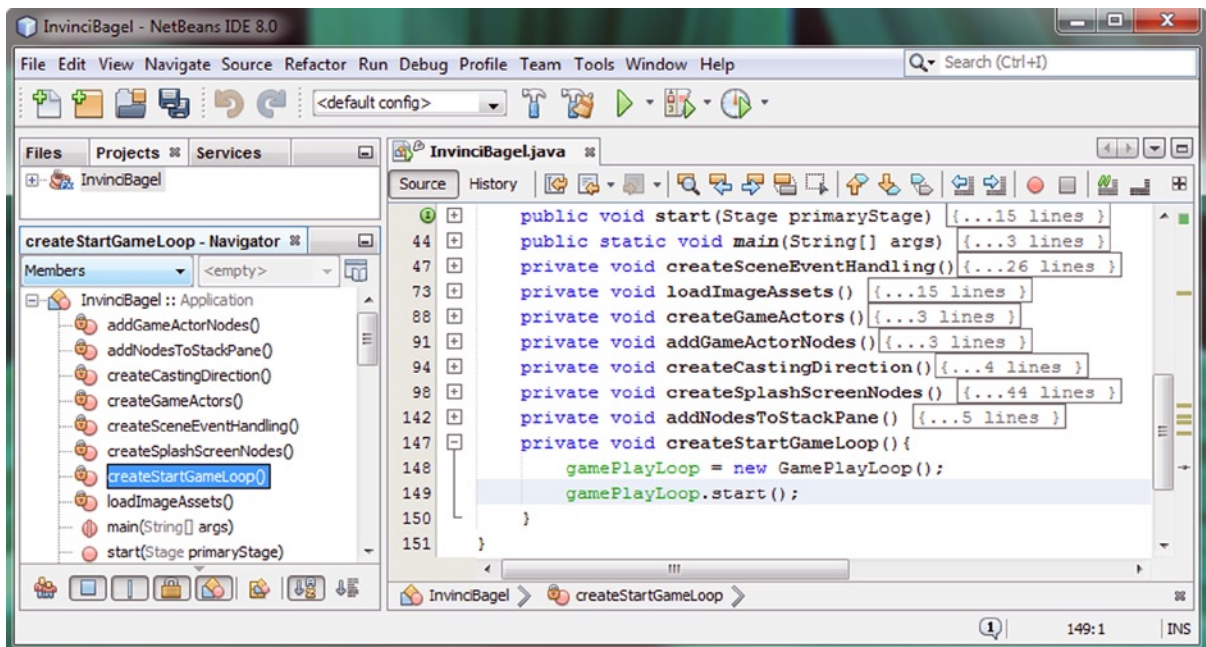 InvinciBagel - NetBeans IDE 8.0
File Edit View Navigate Source Refactor Run Debug Profile Team Tools Window Help
Search (Ctrl+I)
<default config>
Files Projects Services
InvinciBagel
createStartGameLoop - Navigator
Members <empty>
InvinciBagel :: Application
addGameActorNodes()
addNodesToStackPane()
createCastingDirection()
createGameActors()
createSceneEventHandling()
createSplashScreenNodes()
createStartGameLoop()
loadImageAssets()
main(String[] args)
start(Stage primaryStage)
InvinciBagel.java
Source History
public void start(Stage primaryStage) {...15 lines }
44 public static void main(String[] args) {...3 lines }
47 private void createSceneEventHandling() {...26 lines }
73 private void loadImageAssets() {...15 lines }
88 private void createGameActors() {...3 lines }
91 private void addGameActorNodes() {...3 lines }
94 private void createCastingDirection() {...4 lines }
98 private void createSplashScreenNodes() {...44 lines }
142 private void addNodesToStackPane() {...5 lines }
147 private void createStartGameLoop(){
148 gamePlayLoop = new GamePlayLoop();
149 gamePlayLoop.start();
150 }
151 }
InvinciBagel createStartGameLoop
1 149:1 INS